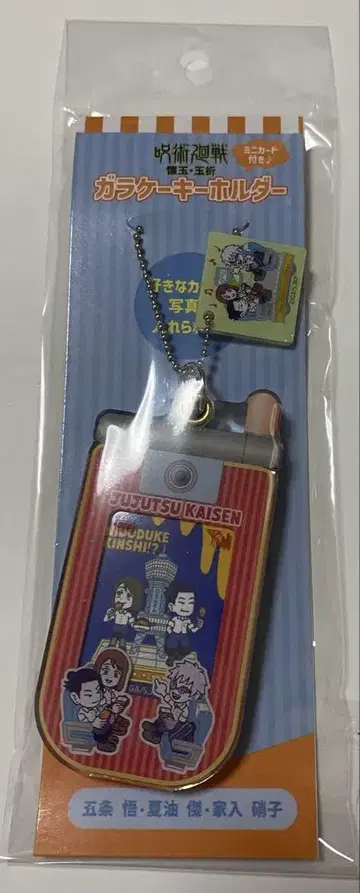 呪術廻戦
懐玉・玉折
ミニカード
付き♪
ガラケーキーホルダー
好きなカ
写真
入れら
JUJUTSU KAISEN
KINSHI!?
五条 悟・夏油 傑・家入 硝子